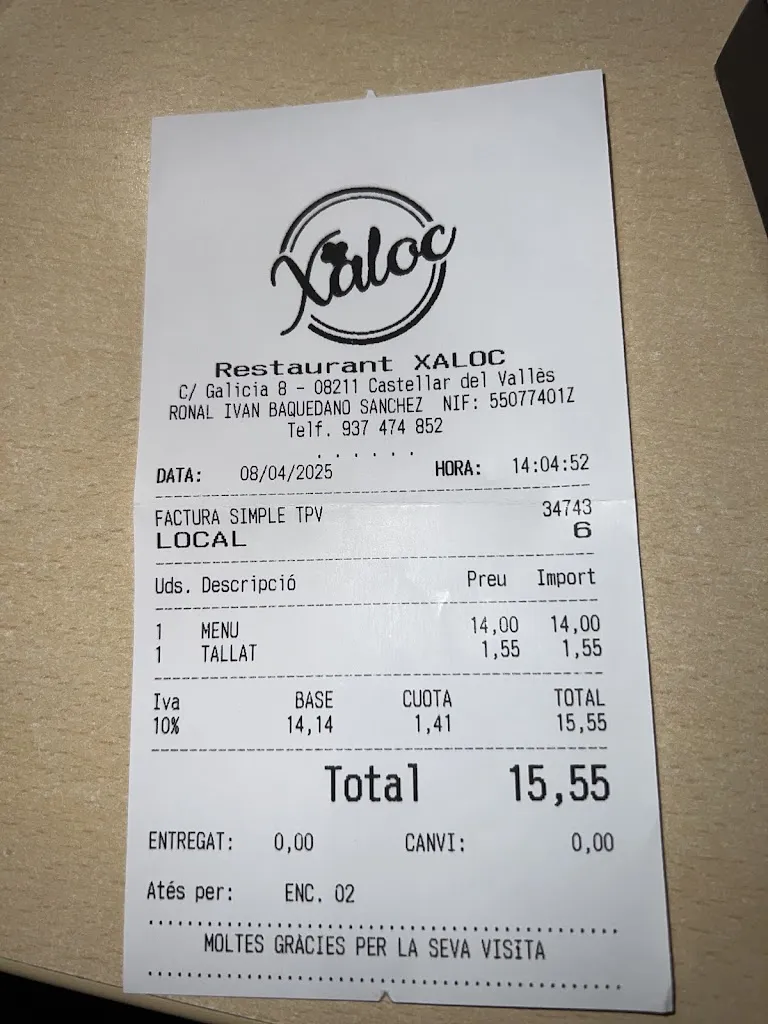 Xaloc
Restaurant XALOC
C/ Galicia 8 - 08211 Castellar del Vallès
RONAL IVAN BAQUEDANO SANCHEZ NIF: 55077401Z
Telf. 937 474 852
. . . . . .
DATA: 08/04/2025 HORA: 14:04:52
FACTURA SIMPLE TPV 34743
LOCAL 6
Uds. Descripció Preu Import
1 MENU 14,00 14,00
1 TALLAT 1,55 1,55
Iva BASE CUOTA TOTAL
10% 14,14 1,41 15,55
Total 15,55
ENTREGAT: 0,00 CANVI: 0,00
Atés per: ENC. 02
MOLTES GRÀCIES PER LA SEVA VISITA